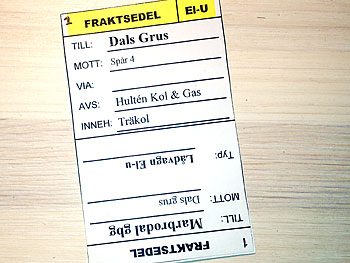 1 FRAKTSEDEL El-U
TILL: Dals Grus
MOTT: Spår 4
VIA:
AVS: Hultén Kol & Gas
INNEH: Träkol
1 FRAKTSEDEL
TILL: Marbrodal gbg
MOTT: Dals grus
Typ: Lådvagn El-u